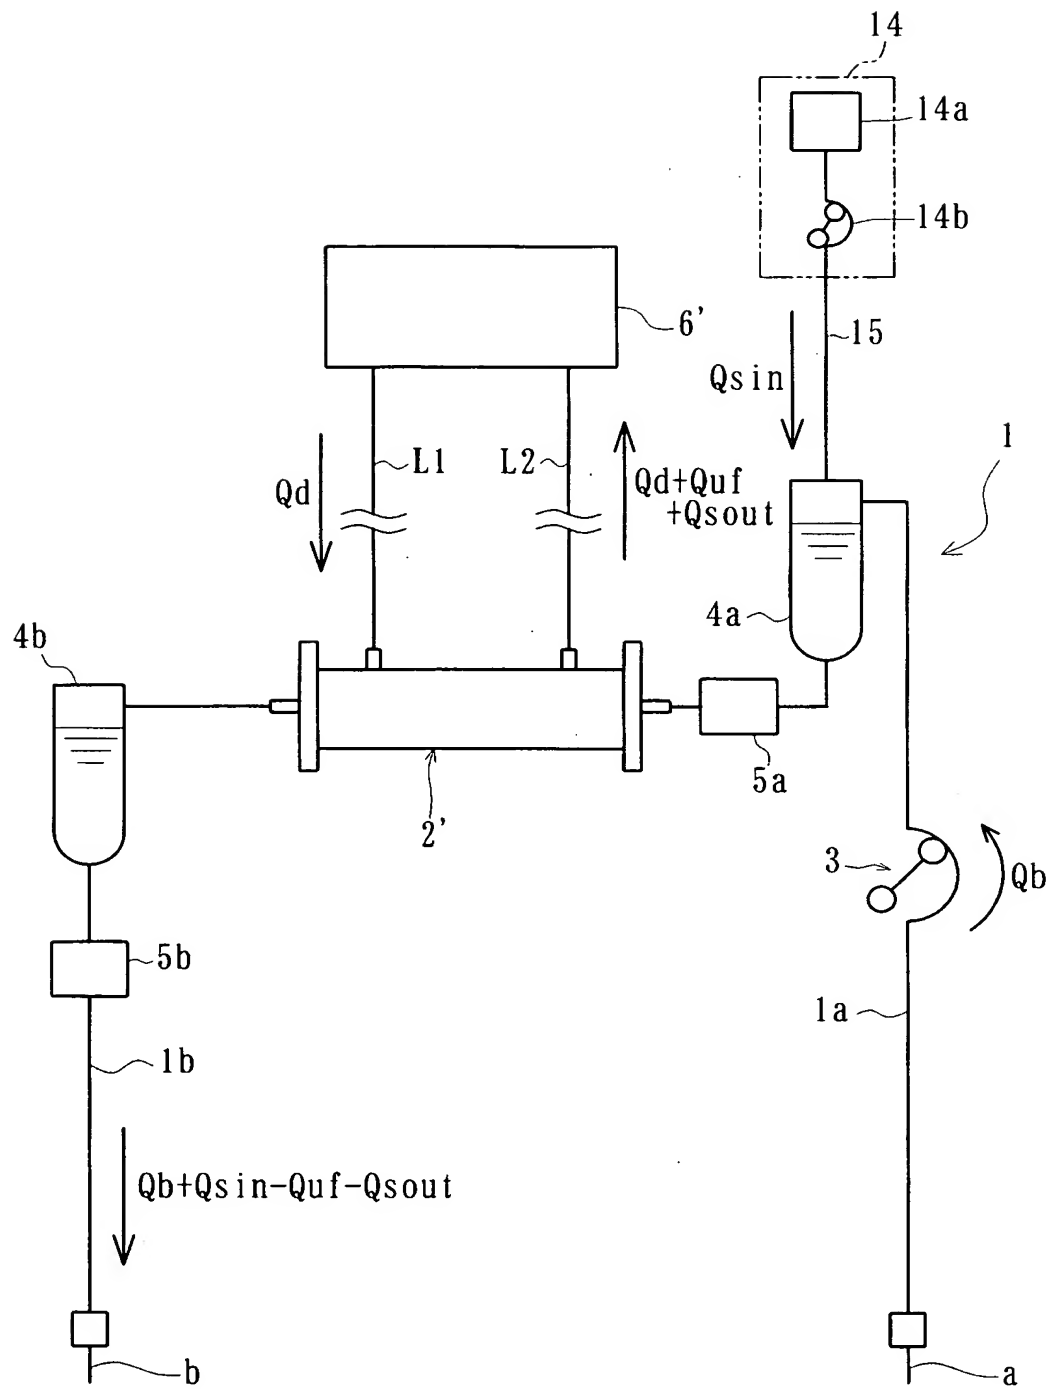 14
14a
14b
6'
15
Qsin
1
L1
L2
Qd
Qd+Quf
+Qsout
4a
4b
5a
2'
3
Qb
5b
1a
1b
Qb+Qsin-Quf-Qsout
b
a